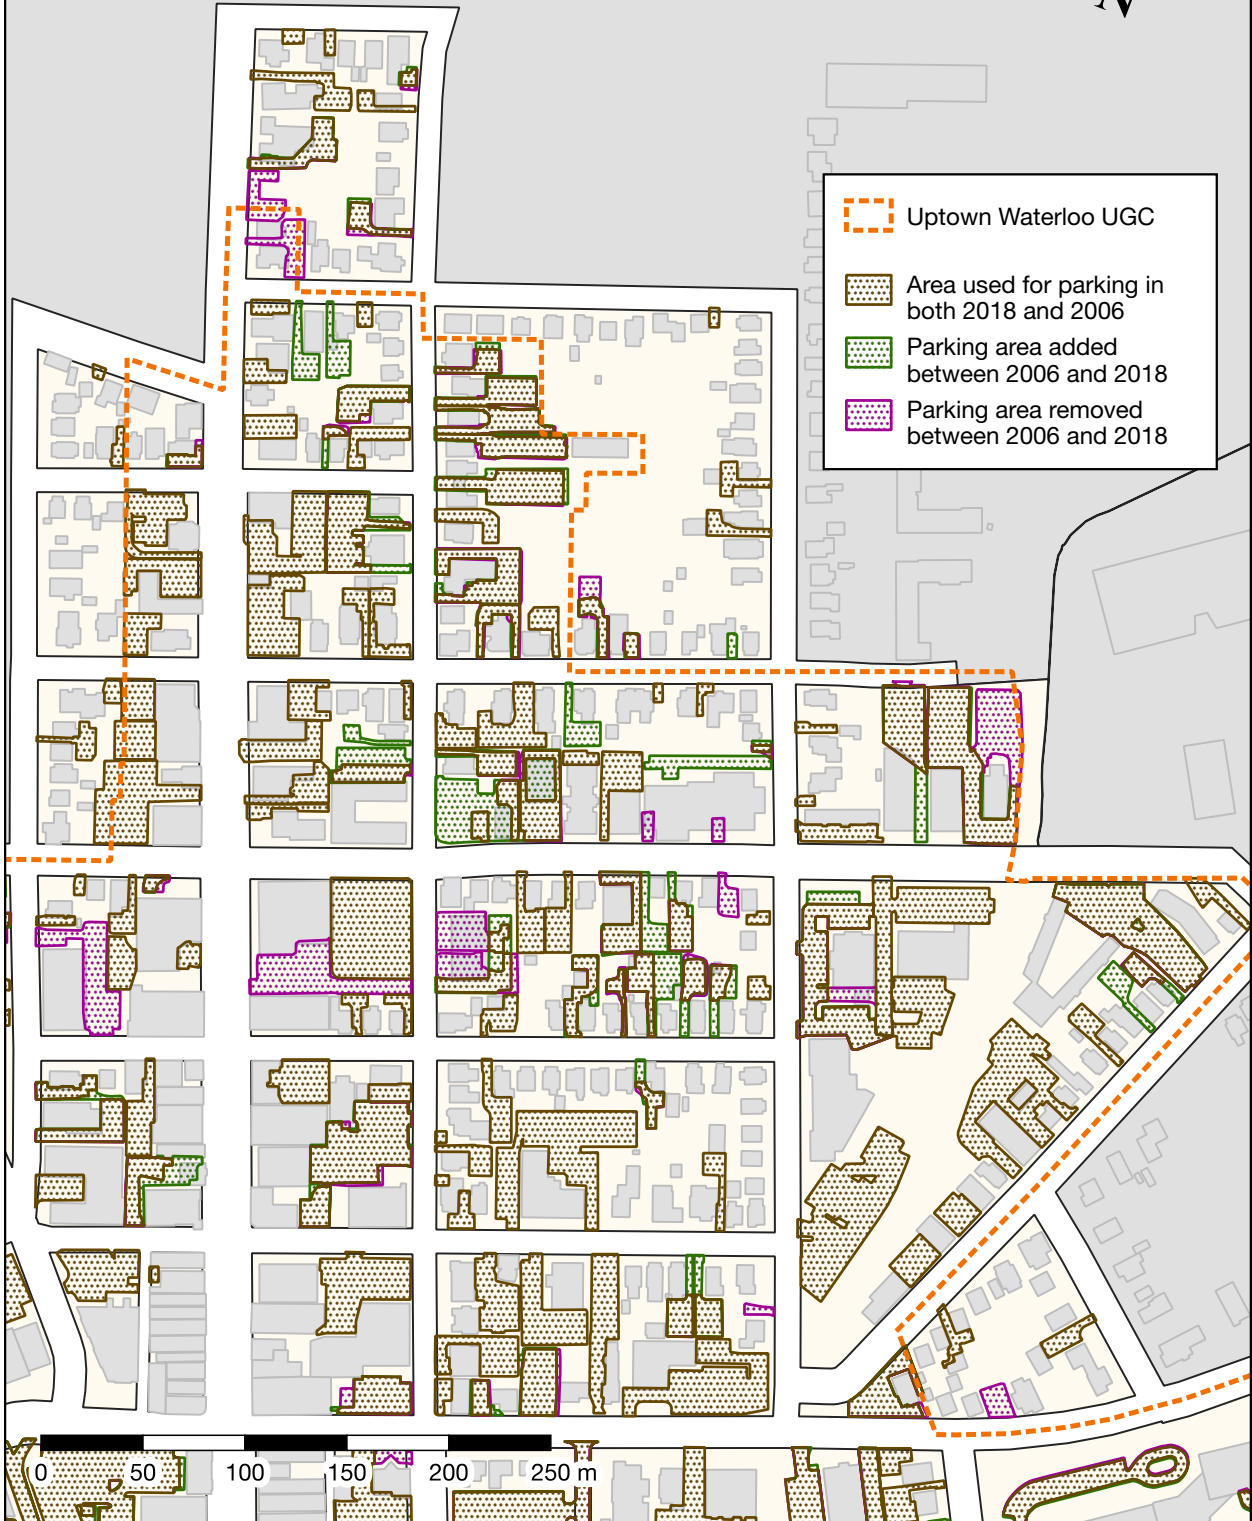 N
Uptown Waterloo UGC
Area used for parking in
both 2018 and 2006
Parking area added
between 2006 and 2018
Parking area removed
between 2006 and 2018
0 50 100 150 200 250 m